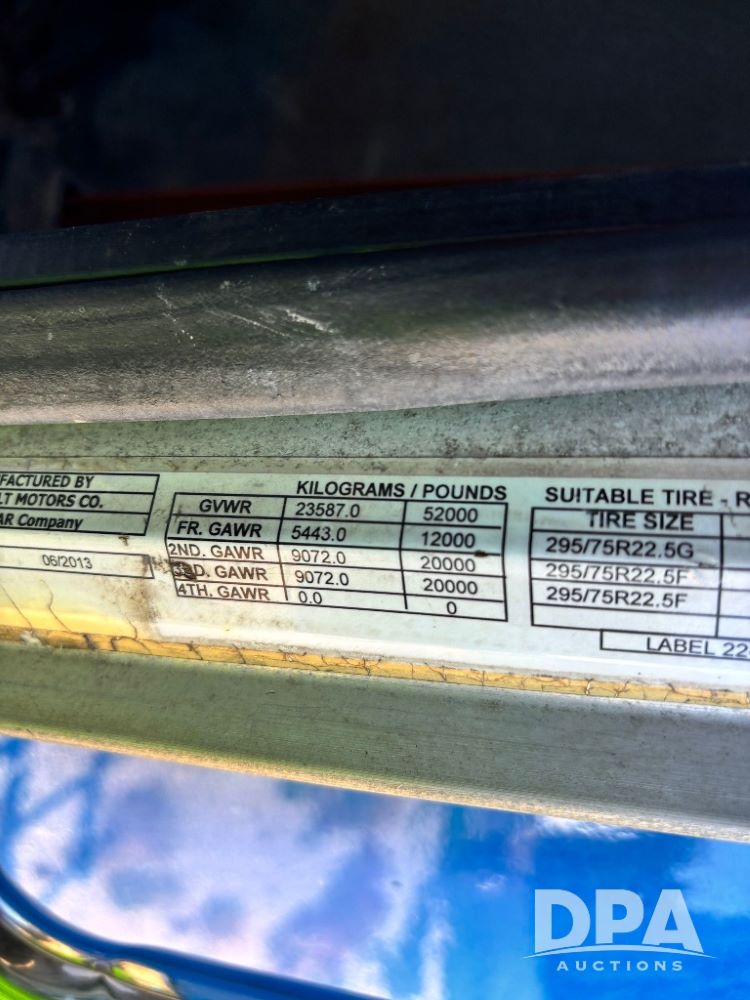 FACTURED BY
LT MOTORS CO.
AR Company
06/2013
KILOGRAMS / POUNDS
GVWR 23587.0 52000
FR. GAWR 5443.0 12000
2ND. GAWR 9072.0 20000
3RD. GAWR 9072.0 20000
4TH. GAWR 0.0 0
SUITABLE TIRE - R
TIRE SIZE
295/75R22.5G
295/75R22.5F
295/75R22.5F
LABEL 22
DPA
AUCTIONS